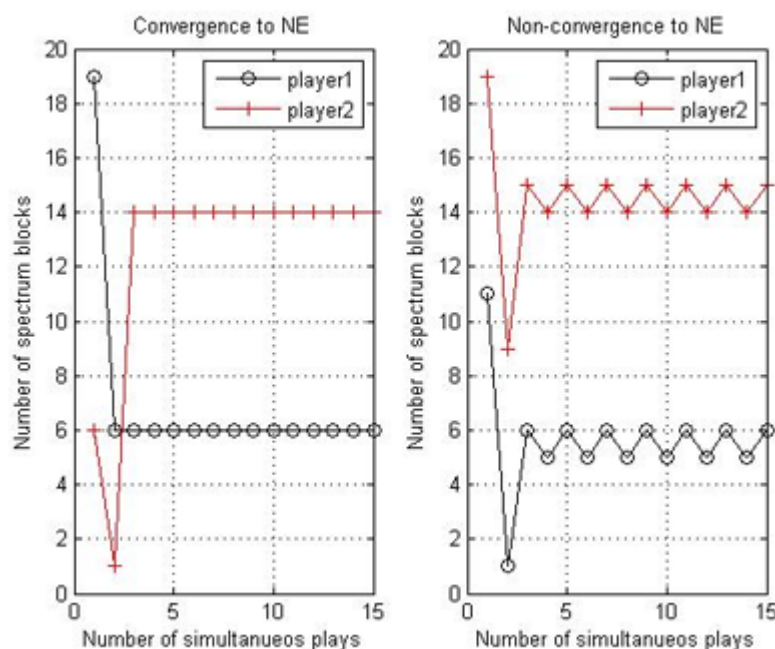 Convergence to NE
20
18
16
14
12
10
8
6
4
2
0
0 5 10 15
Number of spectrum blocks
Number of simultanueos plays
player1
player2
Non-convergence to NE
20
18
16
14
12
10
8
6
4
2
0
0 5 10 15
Number of spectrum blocks
Number of simultanueos plays
player1
player2